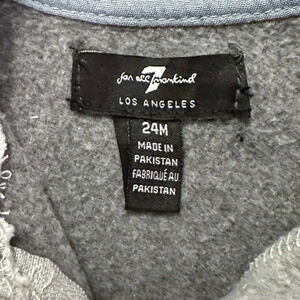 7
for all mankind
LOS ANGELES
24M
MADE IN
PAKISTAN
FABRIQUÉ AU
PAKISTAN